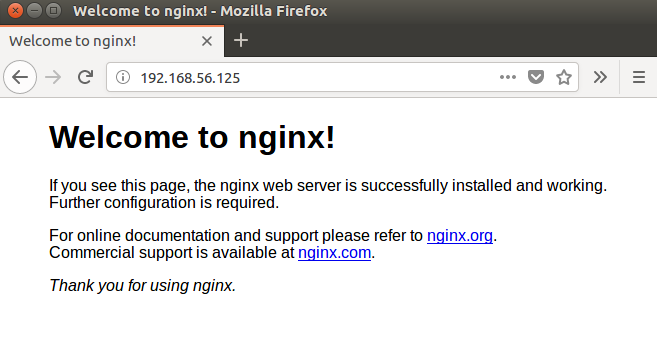 Welcome to nginx! - Mozilla Firefox
Welcome to nginx!
192.168.56.125
Welcome to nginx!
If you see this page, the nginx web server is successfully installed and working.
Further configuration is required.
For online documentation and support please refer to nginx.org.
Commercial support is available at nginx.com.
Thank you for using nginx.